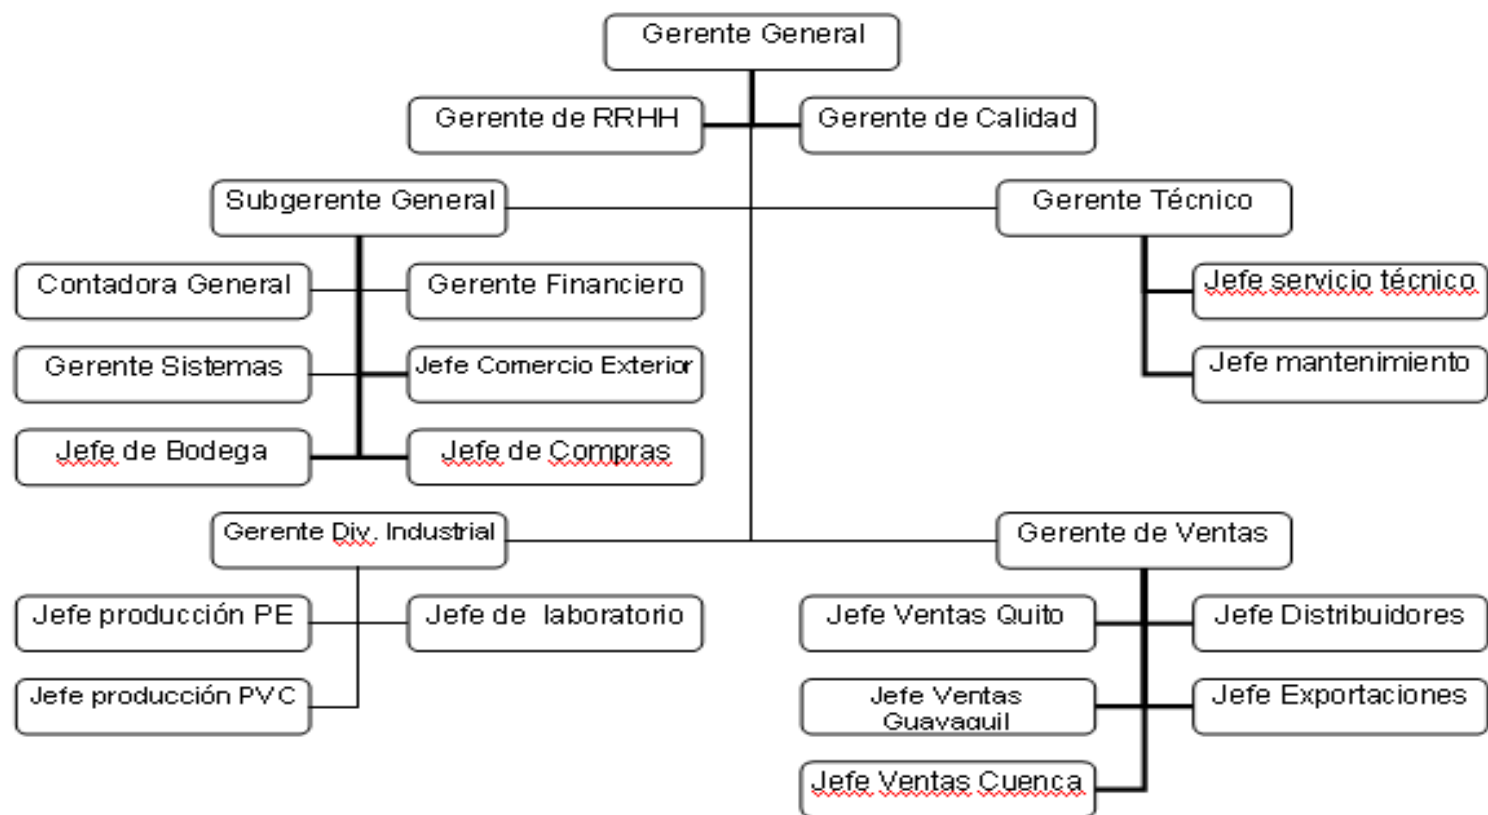 Gerente General
Gerente de RRHH
Gerente de Calidad
Subgerente General
Gerente Técnico
Contadora General
Gerente Financiero
Jefe servicio técnico
Gerente Sistemas
Jefe Comercio Exterior
Jefe mantenimiento
Jefe de Bodega
Jefe de Compras
Gerente Div. Industrial
Gerente de Ventas
Jefe producción PE
Jefe de laboratorio
Jefe Ventas Quito
Jefe Distribuidores
Jefe producción PVC
Jefe Ventas
Guayaquil
Jefe Exportaciones
Jefe Ventas Cuenca